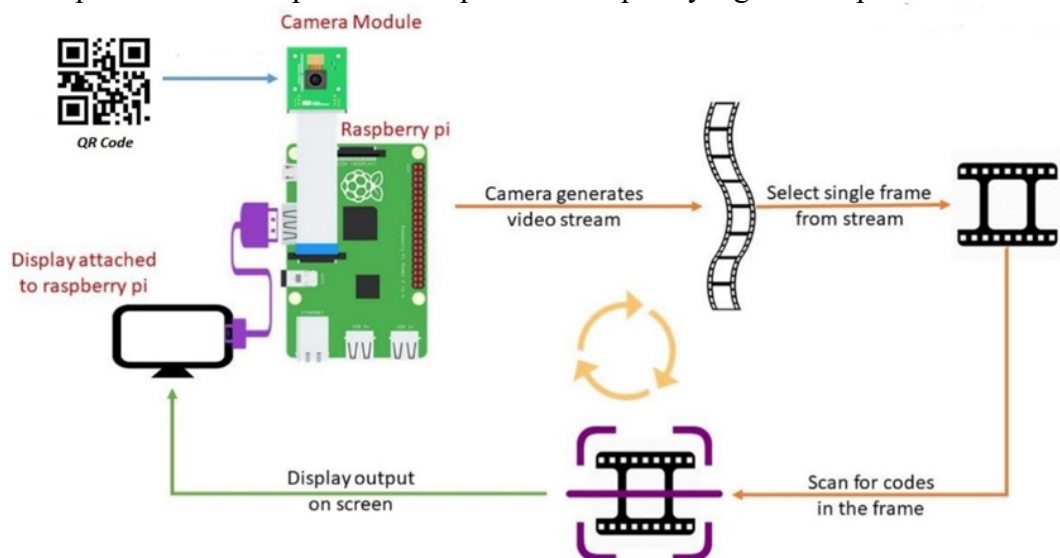 Camera Module
QR Code
Raspberry pi
Camera generates
video stream
Select single frame
from stream
Display attached
to raspberry pi
ETHERNET
Scan for codes
in the frame
Display output
on screen